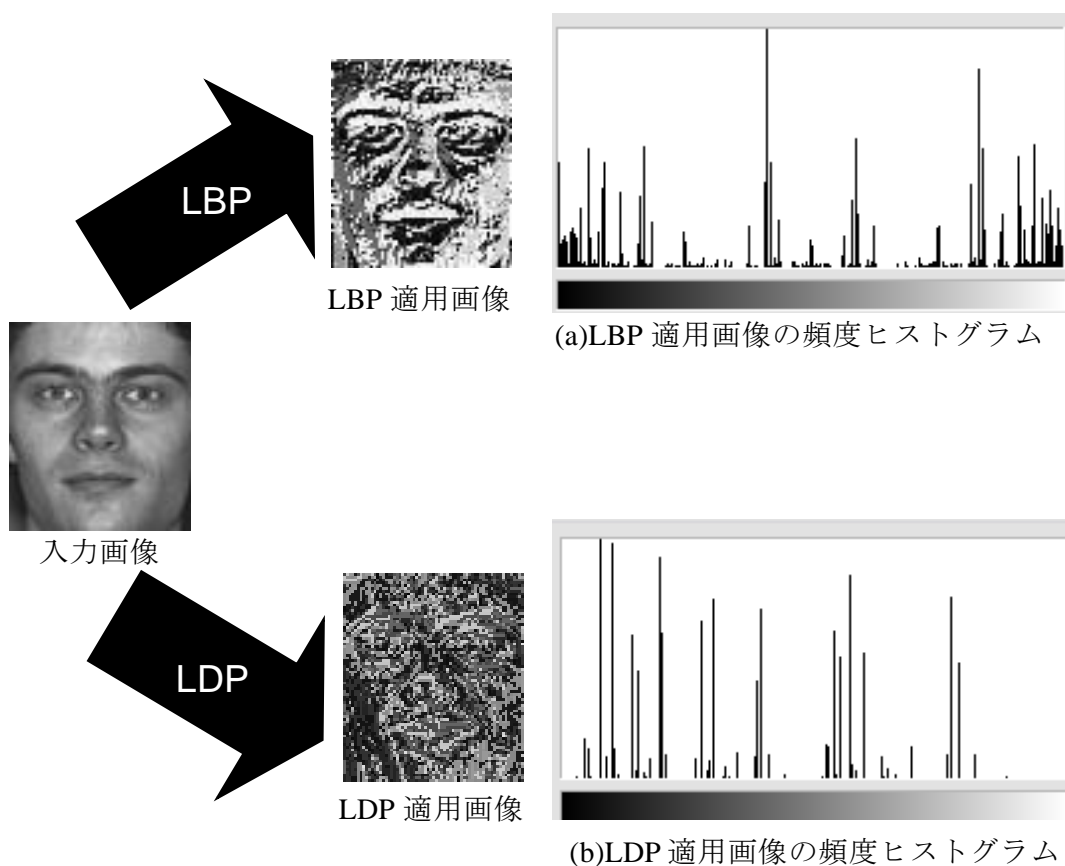 LBP
LBP 適用画像
(a)LBP 適用画像の頻度ヒストグラム
入力画像
LDP
LDP 適用画像
(b)LDP 適用画像の頻度ヒストグラム